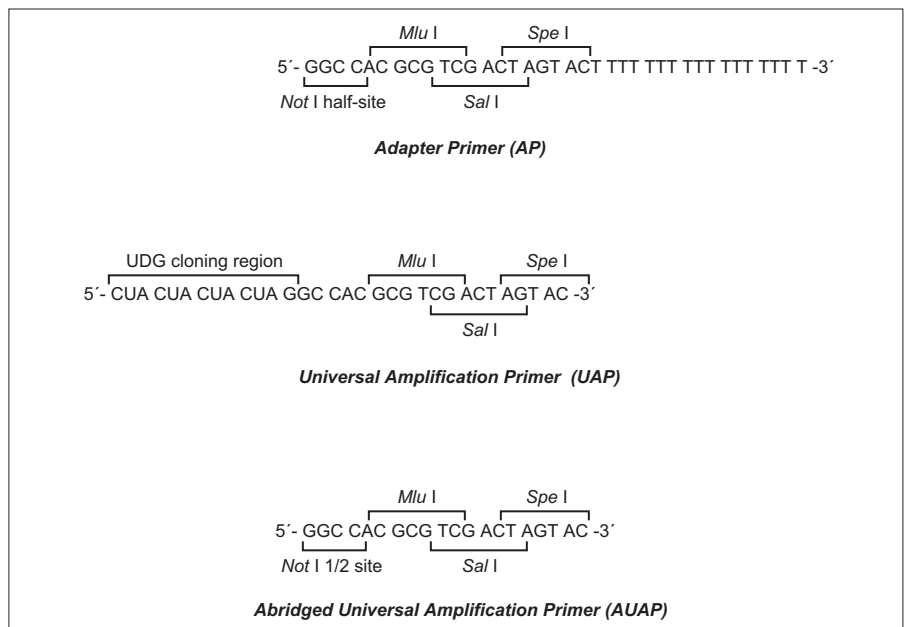 Mlu I Spe I
5´- GGC CAC GCG TCG ACT AGT ACT TTT TTT TTT TTT TTT T -3´
Not I half-site Sal I
Adapter Primer (AP)
UDG cloning region Mlu I Spe I
5´- CUA CUA CUA CUA GGC CAC GCG TCG ACT AGT AC -3´
Sal I
Universal Amplification Primer (UAP)
Mlu I Spe I
5´- GGC CAC GCG TCG ACT AGT AC -3´
Not I 1/2 site Sal I
Abridged Universal Amplification Primer (AUAP)